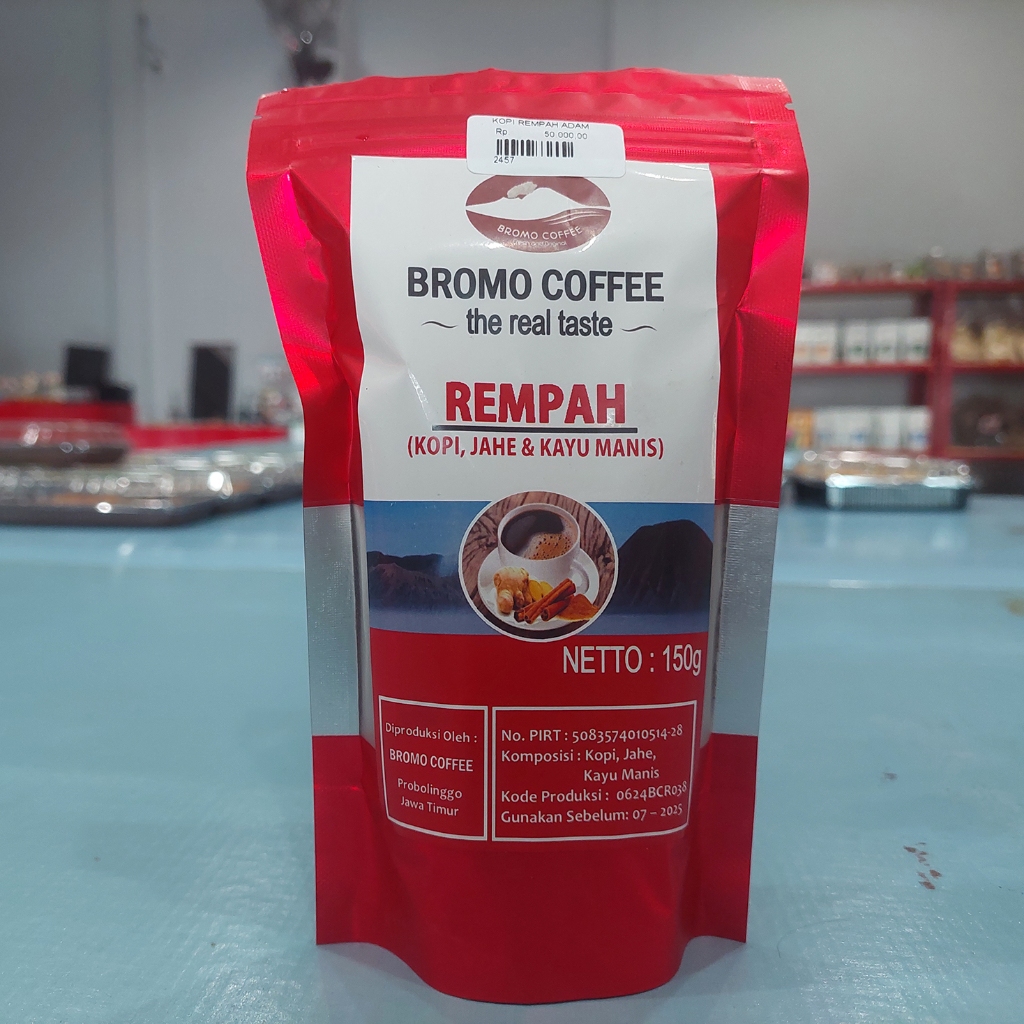 KOPI REMPAH ADAM
Rp 50.000,00
2457
BROMO COFFEE
BROMO COFFEE
the real taste
REMPAH
(KOPI, JAHE & KAYU MANIS)
NETTO : 150g
Diproduksi Oleh :
BROMO COFFEE
Probolinggo
Jawa Timur
No. PIRT : 5083574010514-28
Komposisi : Kopi, Jahe,
Kayu Manis
Kode Produksi : 0624BCR038
Gunakan Sebelum: 07 – 2025